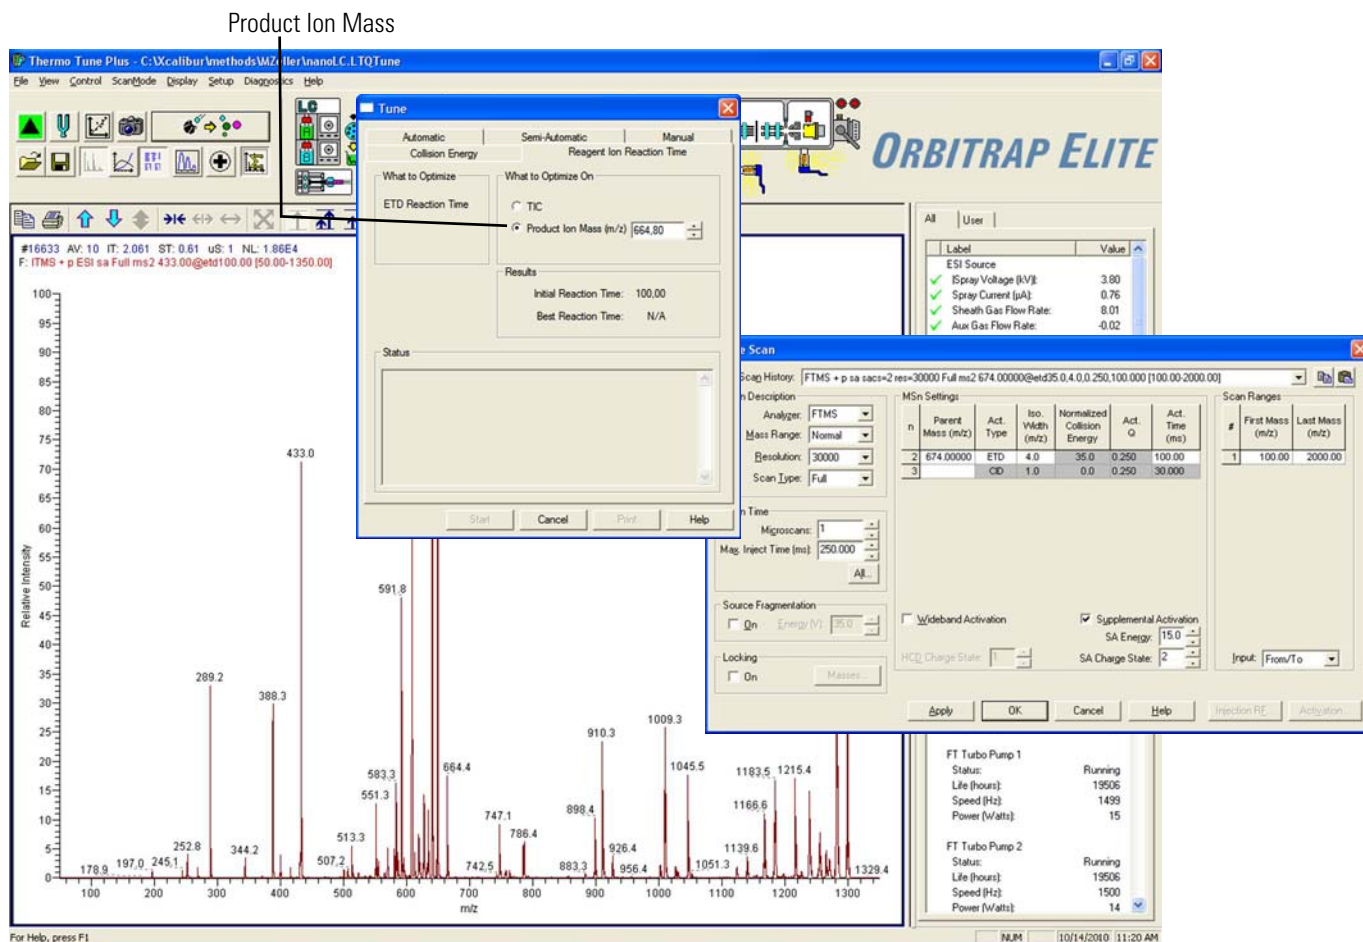 Product Ion Mass
Thermo Tune Plus - C:\Xcalibur\methods\MZeller\nanoLC.LTQTune
File View Control ScanMode Display Setup Diagnostics Help
LC
ORBITRAP ELITE
Tune
Automatic Semi-Automatic Manual
Collision Energy Reagent Ion Reaction Time
What to Optimize
ETD Reaction Time
What to Optimize On
TIC
Product Ion Mass (m/z) 664,80
Results
Initial Reaction Time: 100,00
Best Reaction Time: N/A
Status
Start Cancel Print Help
#16633 AV: 10 IT: 2.061 ST: 0.61 uS: 1 NL: 1.86E4
F: ITMS + p ESI sa Full ms2 433.00@etd100.00 [50.00-1350.00]
All User
Label Value
ESI Source
ISpray Voltage (kV): 3.80
Spray Current (µA): 0.76
Sheath Gas Flow Rate: 8.01
Aux Gas Flow Rate: -0.02
e Scan
Scan History: FTMS + p sa sacs=2 res=30000 Full ms2 674.00000@etd35.0,4.0,0.250,100.000 [100.00-2000.00]
n Description
Analyzer: FTMS
Mass Range: Normal
Resolution: 30000
Scan Type: Full
n Time
Microscans: 1
Max. Inject Time (ms): 250.000
All...
Source Fragmentation
On Energy (V): 35.0
Locking
On Masses...
MSn Settings
n Parent Mass (m/z) Act. Type Iso. Width (m/z) Normalized Collision Energy Act. Q Act. Time (ms)
2 674.00000 ETD 4.0 35.0 0.250 100.00
3 CID 1.0 0.0 0.250 30.000
Wideband Activation
Supplemental Activation
SA Energy: 15.0
HCD Charge State: 1
SA Charge State: 2
Scan Ranges
# First Mass (m/z) Last Mass (m/z)
1 100.00 2000.00
Input: From/To
Apply OK Cancel Help Injection RF... Activation...
Relative Intensity
100
95
90
85
80
75
70
65
60
55
50
45
40
35
30
25
20
15
10
5
0
433.0
591.8
289.2
388.3
1009.3
910.3
583.3
664.4
1045.5
1183.5
1215.4
551.3
747.1
898.4
1166.6
786.4
513.3
252.8
344.2
926.4
1139.6
178.9
197.0
245.1
507.2
742.5
883.3
956.4
1051.3
1329.4
100 200 300 400 500 600 700 800 900 1000 1100 1200 1300
m/z
FT Turbo Pump 1
Status: Running
Life (hours): 19506
Speed (Hz): 1499
Power (Watts): 15
FT Turbo Pump 2
Status: Running
Life (hours): 19506
Speed (Hz): 1500
Power (Watts): 14
For Help, press F1
NUM 10/14/2010 11:20 AM